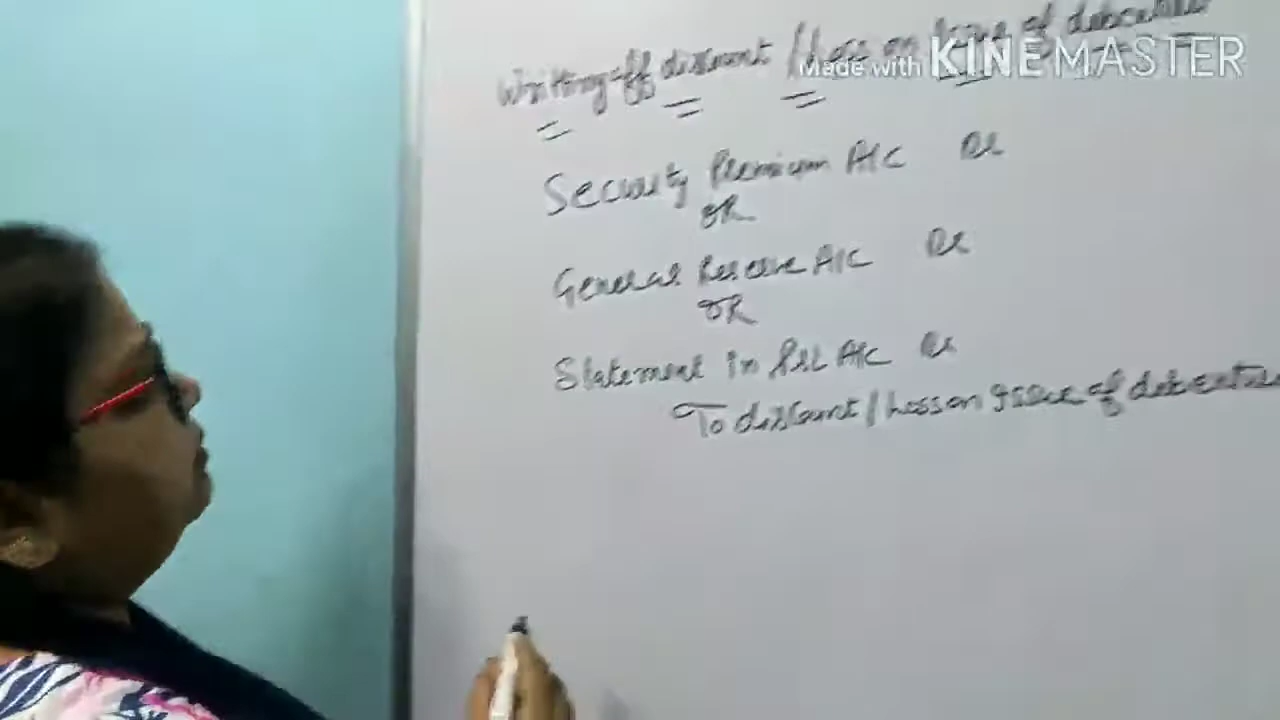 Writing off discount / Loss on Issue of debentures
Made with KINEMASTER
Security Premium A/C Dr
OR
General Reserve A/C Dr
OR
Statement in P&L A/C Dr
To discount / Loss on Issue of debenture